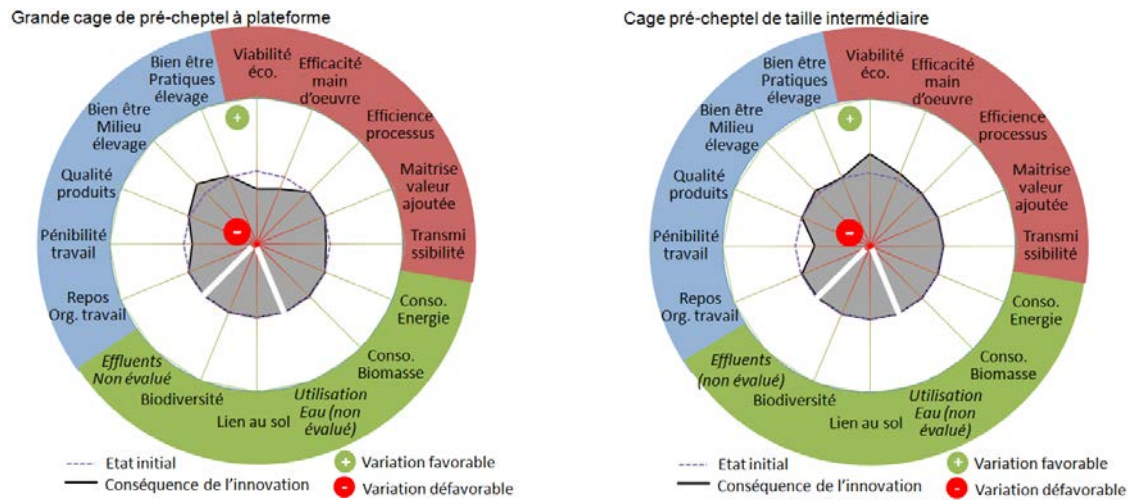 Grande cage de pré-cheptel à plateforme
Viabilité
éco.
Efficacité
main
d'oeuvre
Efficience
processus
Maitrise
valeur
ajoutée
Transmi
ssibilité
Conso.
Energie
Conso.
Biomasse
Utilisation
Eau (non
évalué)
Lien au sol
Biodiversité
Effluents
Non évalué
Repos
Org. travail
Pénibilité
travail
Qualité
produits
Bien être
Milieu
élevage
Bien être
Pratiques
élevage
+
-
Etat initial
Conséquence de l'innovation
+ Variation favorable
- Variation défavorable
Cage pré-cheptel de taille intermédiaire
Viabilité
éco.
Efficacité
main
d'oeuvre
Efficience
processus
Maitrise
valeur
ajoutée
Transmi
ssibilité
Conso.
Energie
Conso.
Biomasse
Utilisation
Eau (non
évalué)
Lien au sol
Biodiversité
Effluents
(non évalué)
Repos
Org. travail
Pénibilité
travail
Qualité
produits
Bien être
Milieu
élevage
Bien être
Pratiques
élevage
+
-
Etat initial
Conséquence de l'innovation
+ Variation favorable
- Variation défavorable